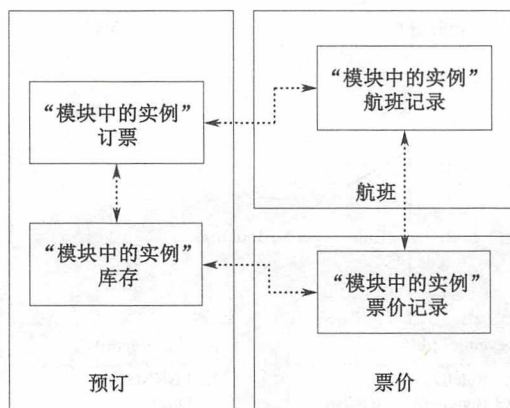 “模块中的实例”
航班记录
“模块中的实例”
订票
航班
“模块中的实例”
库存
“模块中的实例”
票价记录
预订
票价